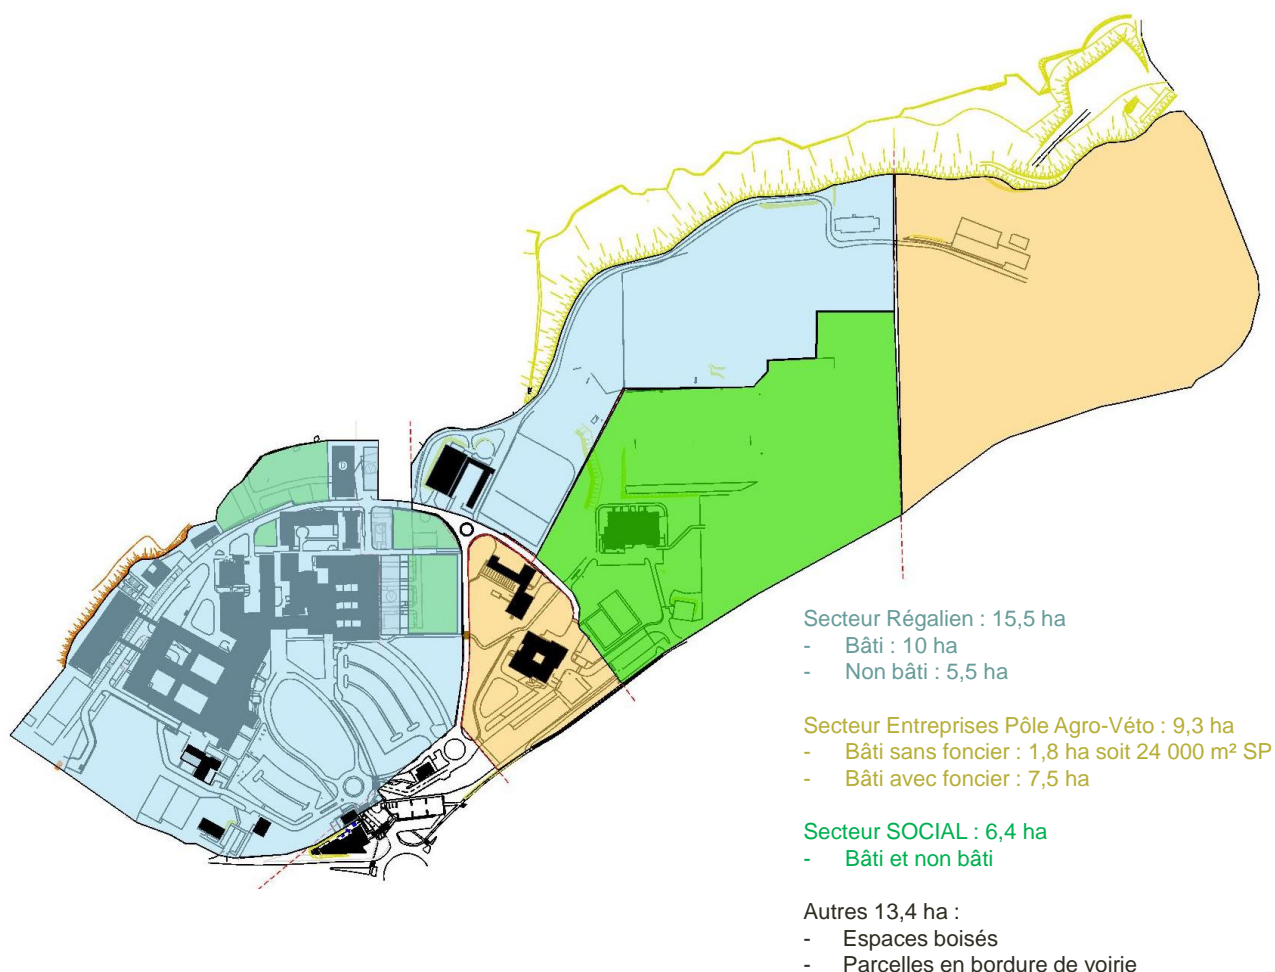 Secteur Régalien : 15,5 ha
- Bâti : 10 ha
- Non bâti : 5,5 ha
Secteur Entreprises Pôle Agro-Véto : 9,3 ha
- Bâti sans foncier : 1,8 ha soit 24 000 m² SP
- Bâti avec foncier : 7,5 ha
Secteur SOCIAL : 6,4 ha
- Bâti et non bâti
Autres 13,4 ha :
- Espaces boisés
- Parcelles en bordure de voirie